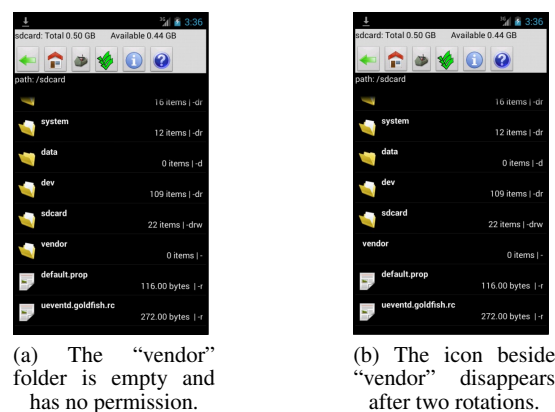 3:36
sdcard: Total 0.50 GB Available 0.44 GB
path: /sdcard
16 items | -dr
system
12 items | -dr
data
0 items | -d
dev
109 items | -dr
sdcard
22 items | -drw
vendor
0 items | -
default.prop
116.00 bytes | -r
ueventd.goldfish.rc
272.00 bytes | -r
(a) The “vendor”
folder is empty and
has no permission.
3:36
sdcard: Total 0.50 GB Available 0.44 GB
path: /sdcard
16 items | -dr
system
12 items | -dr
data
0 items | -d
dev
109 items | -dr
sdcard
22 items | -drw
vendor
0 items | -
default.prop
116.00 bytes | -r
ueventd.goldfish.rc
272.00 bytes | -r
(b) The icon beside
“vendor” disappears
after two rotations.